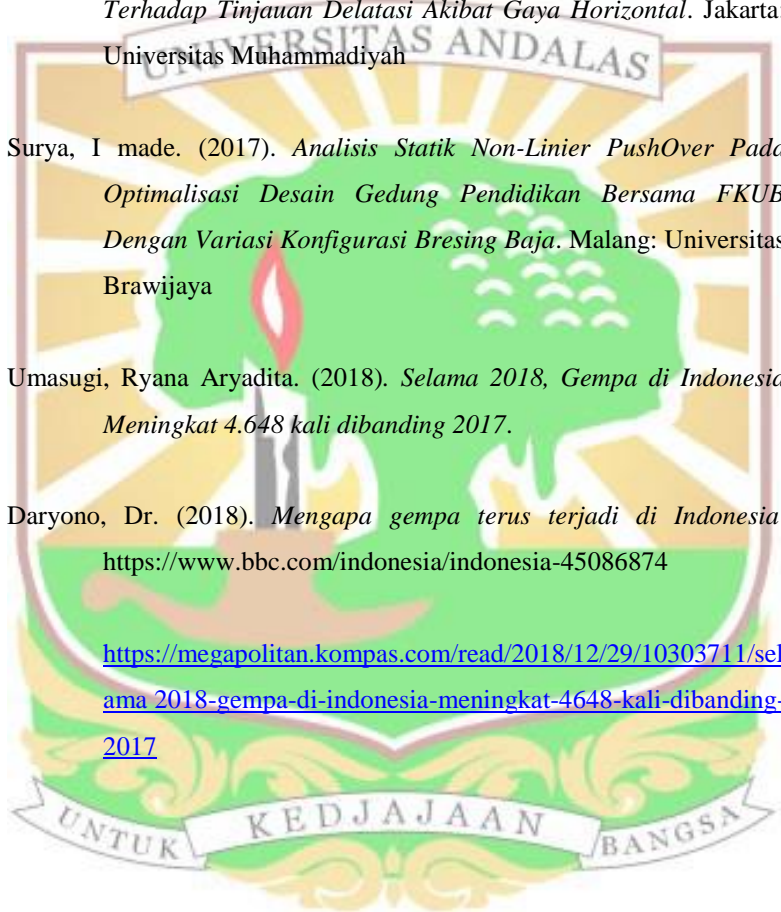 Terhadap Tinjauan Delatasi Akibat Gaya Horizontal. Jakarta:
Universitas Muhammadiyah
UNIVERSITAS ANDALAS
Surya, I made. (2017). Analisis Statik Non-Linier PushOver Pada
Optimalisasi Desain Gedung Pendidikan Bersama FKUB
Dengan Variasi Konfigurasi Bresing Baja. Malang: Universitas
Brawijaya
Umasugi, Ryana Aryadita. (2018). Selama 2018, Gempa di Indonesia
Meningkat 4.648 kali dibanding 2017.
Daryono, Dr. (2018). Mengapa gempa terus terjadi di Indonesia
https://www.bbc.com/indonesia/indonesia-45086874
https://megapolitan.kompas.com/read/2018/12/29/10303711/sel
ama 2018-gempa-di-indonesia-meningkat-4648-kali-dibanding-
2017
UNTUK KEDJAJAAN BANGSA